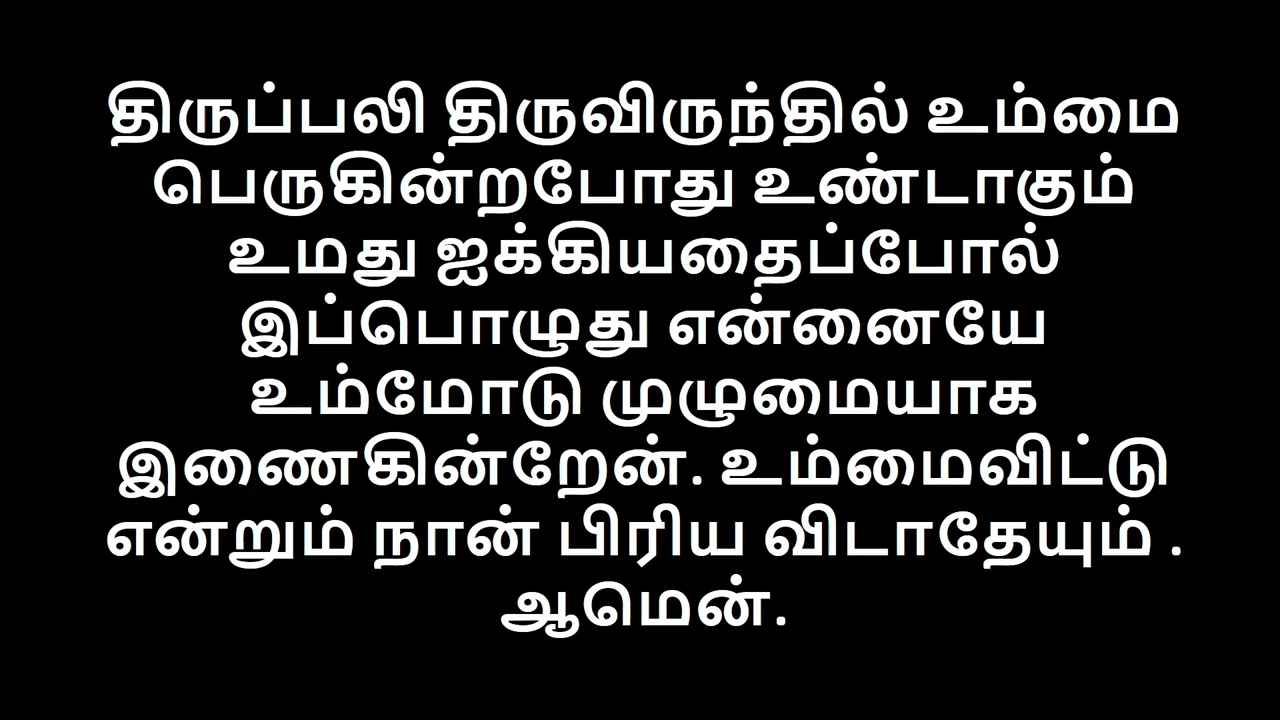 திருப்பலி திருவிருந்தில் உம்மை
பெருகின்றபோது உண்டாகும்
உமது ஐக்கியதைப்போல்
இப்பொழுது என்னையே
உம்மோடு முழுமையாக
இணைகின்றேன். உம்மைவிட்டு
என்றும் நான் பிரிய விடாதேயும் .
ஆமென்.